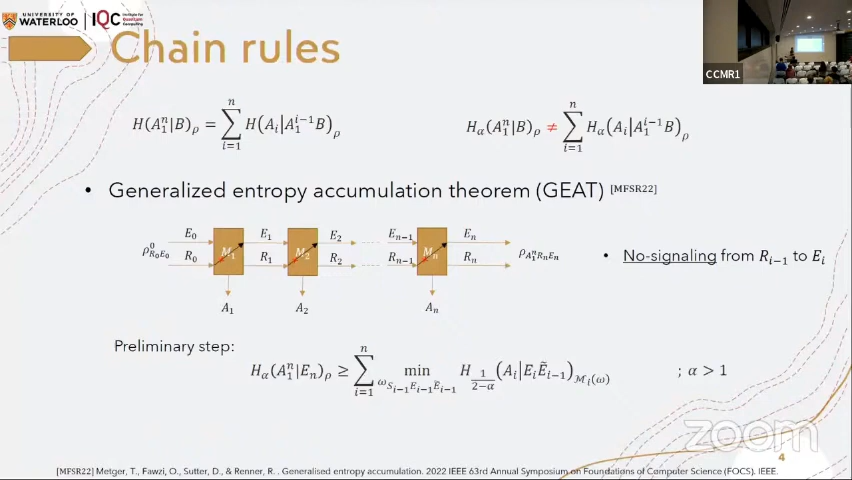 UNIVERSITY OF WATERLOO | IQC Institute for Quantum Computing
Chain rules
CCMR1
H(A_1^n|B)_ρ = ∑_{i=1}^{n} H(A_i|A_1^{i-1}B)_ρ
H_α(A_1^n|B)_ρ ≠ ∑_{i=1}^{n} H_α(A_i|A_1^{i-1}B)_ρ
• Generalized entropy accumulation theorem (GEAT) [MFSR22]
E_0 E_1 E_2 E_{n-1} E_n
ρ^0_{R_0E_0} M_1 M_2 M_n ρ_{A_1^nR_nE_n}
R_0 R_1 R_2 R_{n-1} R_n
A_1 A_2 A_n
• No-signaling from R_{i-1} to E_i
Preliminary step:
H_α(A_1^n|E_n)_ρ ≥ ∑_{i=1}^{n} min_{ω_{S_{i-1}E_{i-1}Ẽ_{i-1}}} H_{1/(2-α)}(A_i|E_iẼ_{i-1})_{ℳ_i(ω)} ; α > 1
zoom
4
[MFSR22] Metger, T., Fawzi, O., Sutter, D., & Renner, R. . Generalised entropy accumulation. 2022 IEEE 63rd Annual Symposium on Foundations of Computer Science (FOCS). IEEE.